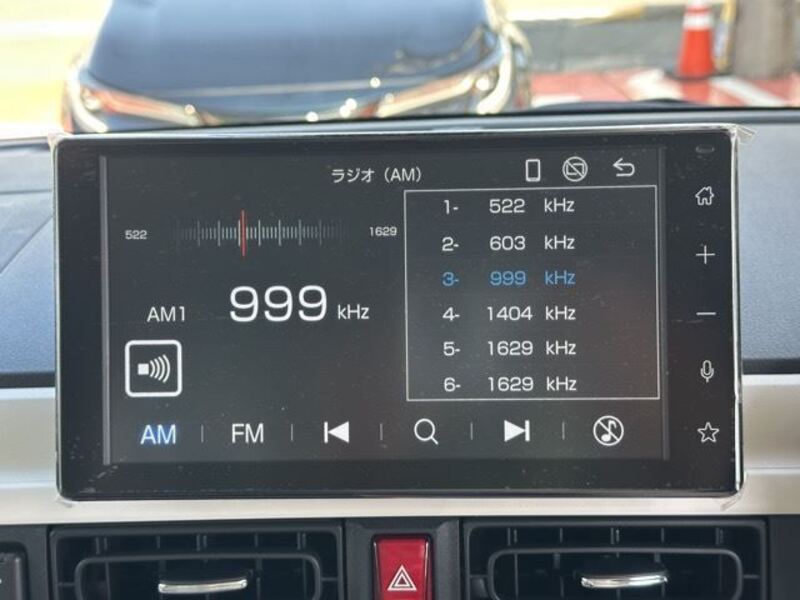 ラジオ（AM）
522
1629
AM1
999 kHz
1- 522 kHz
2- 603 kHz
3- 999 kHz
4- 1404 kHz
5- 1629 kHz
6- 1629 kHz
AM
FM